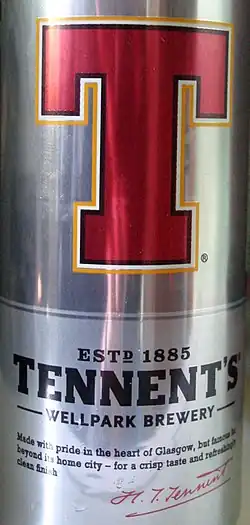 T®
ESTD 1885
TENNENT'S
WELLPARK BREWERY
Made with pride in the heart of Glasgow, but famous
beyond its home city – for a crisp taste and refreshingly
clean finish
H. T. Tennent